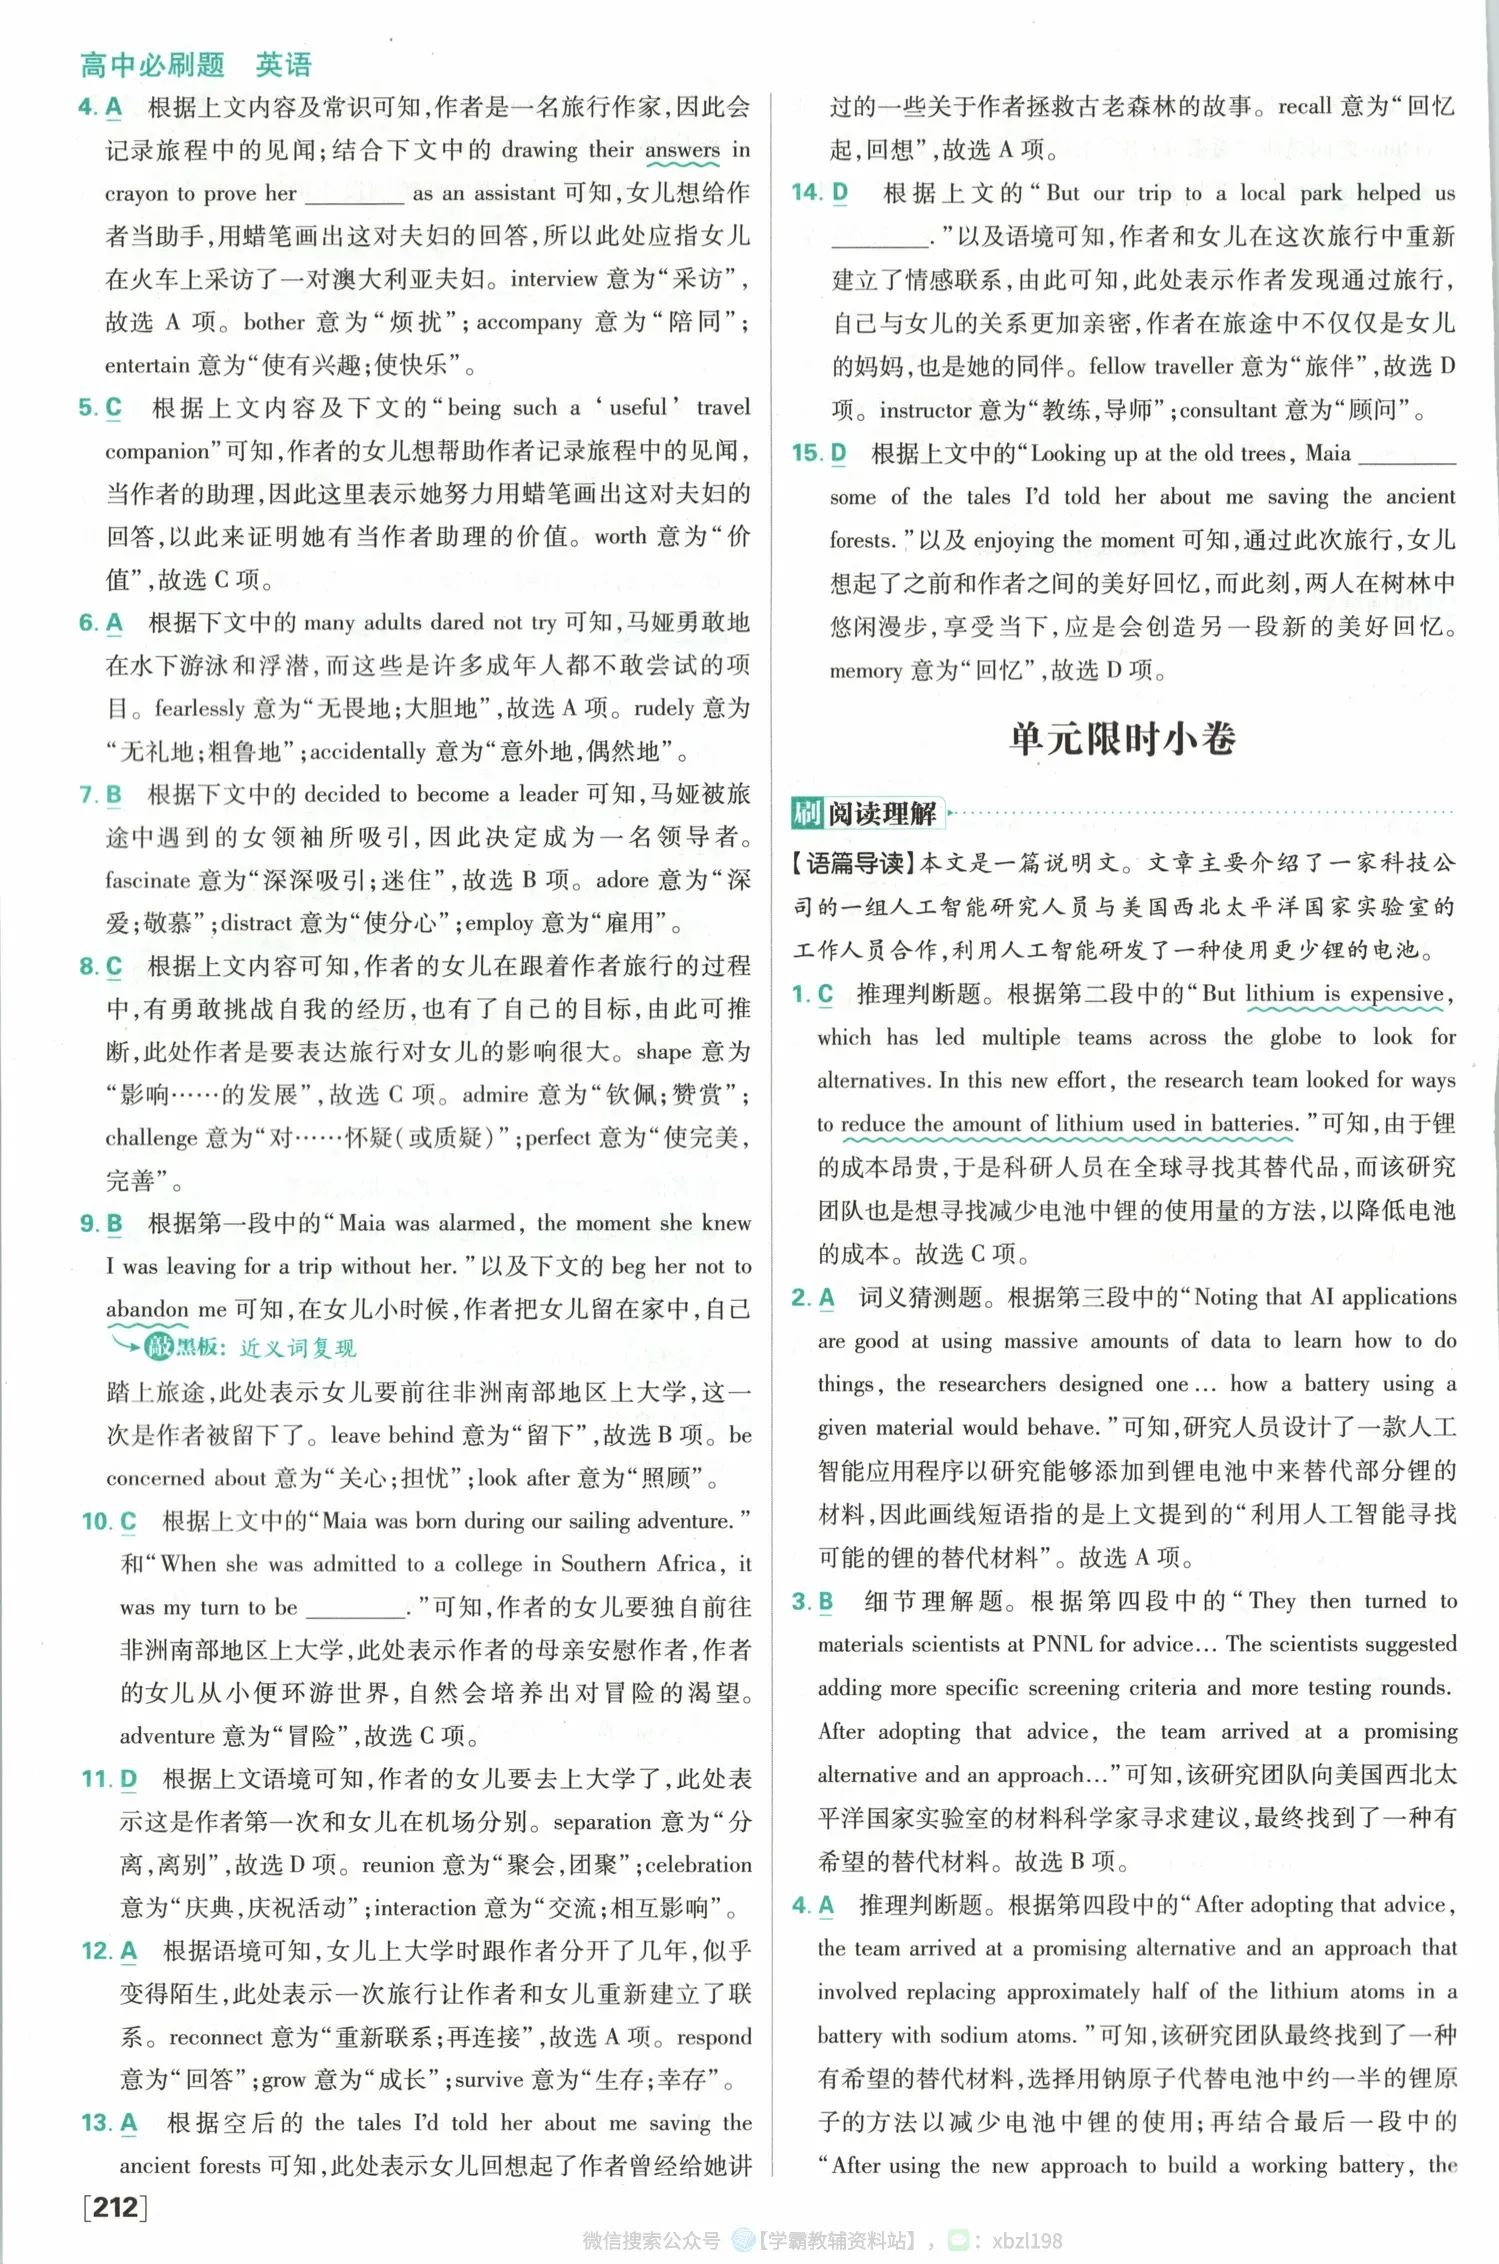 高中必刷题 英语
4. A 根据上文内容及常识可知,作者是一名旅行作家,因此会
记录旅程中的见闻;结合下文中的 drawing their answers in
crayon to prove her ________ as an assistant 可知,女儿想给作
者当助手,用蜡笔画出这对夫妇的回答,所以此处应指女儿
在火车上采访了一对澳大利亚夫妇。interview 意为“采访”,
故选 A 项。bother 意为“烦扰”;accompany 意为“陪同”;
entertain 意为“使有兴趣;使快乐”。
5. C 根据上文内容及下文的“being such a ‘useful’ travel
companion”可知,作者的女儿想帮助作者记录旅程中的见闻,
当作者的助理,因此这里表示她努力用蜡笔画出这对夫妇的
回答,以此来证明她有当作者助理的价值。worth 意为“价
值”,故选 C 项。
6. A 根据下文中的 many adults dared not try 可知,马娅勇敢地
在水下游泳和浮潜,而这些是许多成年人都不敢尝试的项
目。fearlessly 意为“无畏地;大胆地”,故选 A 项。rudely 意为
“无礼地;粗鲁地”;accidentally 意为“意外地,偶然地”。
7. B 根据下文中的 decided to become a leader 可知,马娅被旅
途中遇到的女领袖所吸引,因此决定成为一名领导者。
fascinate 意为“深深吸引;迷住”,故选 B 项。adore 意为“深
爱;敬慕”;distract 意为“使分心”;employ 意为“雇用”。
8. C 根据上文内容可知,作者的女儿在跟着作者旅行的过程
中,有勇敢挑战自我的经历,也有了自己的目标,由此可推
断,此处作者是要表达旅行对女儿的影响很大。shape 意为
“影响……的发展”,故选 C 项。admire 意为“钦佩;赞赏”;
challenge 意为“对……怀疑(或质疑)”;perfect 意为“使完美,
完善”。
9. B 根据第一段中的“Maia was alarmed, the moment she knew
I was leaving for a trip without her.”以及下文的 beg her not to
abandon me 可知,在女儿小时候,作者把女儿留在家中,自己
敲黑板: 近义词复现
踏上旅途,此处表示女儿要前往非洲南部地区上大学,这一
次是作者被留下了。leave behind 意为“留下”,故选 B 项。be
concerned about 意为“关心;担忧”;look after 意为“照顾”。
10. C 根据上文中的“Maia was born during our sailing adventure.”
和“When she was admitted to a college in Southern Africa, it
was my turn to be ________.”可知,作者的女儿要独自前往
非洲南部地区上大学,此处表示作者的母亲安慰作者,作者
的女儿从小便环游世界,自然会培养出对冒险的渴望。
adventure 意为“冒险”,故选 C 项。
11. D 根据上文语境可知,作者的女儿要去上大学了,此处表
示这是作者第一次和女儿在机场分别。separation 意为“分
离,离别”,故选 D 项。reunion 意为“聚会,团聚”;celebration
意为“庆典,庆祝活动”;interaction 意为“交流;相互影响”。
12. A 根据语境可知,女儿上大学时跟作者分开了几年,似乎
变得陌生,此处表示一次旅行让作者和女儿重新建立了联
系。reconnect 意为“重新联系;再连接”,故选 A 项。respond
意为“回答”;grow 意为“成长”;survive 意为“生存;幸存”。
13. A 根据空后的 the tales I’d told her about me saving the
ancient forests 可知,此处表示女儿回想起了作者曾经给她讲
[212]
过的一些关于作者拯救古老森林的故事。recall 意为“回忆
起,回想”,故选 A 项。
14. D 根据上文的“But our trip to a local park helped us
________.”以及语境可知,作者和女儿在这次旅行中重新
建立了情感联系,由此可知,此处表示作者发现通过旅行,
自己与女儿的关系更加亲密,作者在旅途中不仅仅是女儿
的妈妈,也是她的同伴。fellow traveller 意为“旅伴”,故选 D
项。instructor 意为“教练,导师”;consultant 意为“顾问”。
15. D 根据上文中的“Looking up at the old trees, Maia ________
some of the tales I’d told her about me saving the ancient
forests.”以及 enjoying the moment 可知,通过此次旅行,女儿
想起了之前和作者之间的美好回忆,而此刻,两人在树林中
悠闲漫步,享受当下,应是会创造另一段新的美好回忆。
memory 意为“回忆”,故选 D 项。
单元限时小卷
刷 阅读理解
【语篇导读】本文是一篇说明文。文章主要介绍了一家科技公
司的一组人工智能研究人员与美国西北太平洋国家实验室的
工作人员合作,利用人工智能研发了一种使用更少锂的电池。
1. C 推理判断题。根据第二段中的“But lithium is expensive,
which has led multiple teams across the globe to look for
alternatives. In this new effort, the research team looked for ways
to reduce the amount of lithium used in batteries.”可知,由于锂
的成本昂贵,于是科研人员在全球寻找其替代品,而该研究
团队也是想寻找减少电池中锂的使用量的方法,以降低电池
的成本。故选 C 项。
2. A 词义猜测题。根据第三段中的“Noting that AI applications
are good at using massive amounts of data to learn how to do
things, the researchers designed one... how a battery using a
given material would behave.”可知,研究人员设计了一款人工
智能应用程序以研究能够添加到锂电池中来替代部分锂的
材料,因此画线短语指的是上文提到的“利用人工智能寻找
可能的锂的替代材料”。故选 A 项。
3. B 细节理解题。根据第四段中的“They then turned to
materials scientists at PNNL for advice... The scientists suggested
adding more specific screening criteria and more testing rounds.
After adopting that advice, the team arrived at a promising
alternative and an approach...”可知,该研究团队向美国西北太
平洋国家实验室的材料科学家寻求建议,最终找到了一种有
希望的替代材料。故选 B 项。
4. A 推理判断题。根据第四段中的“After adopting that advice,
the team arrived at a promising alternative and an approach that
involved replacing approximately half of the lithium atoms in a
battery with sodium atoms.”可知,该研究团队最终找到了一种
有希望的替代材料,选择用钠原子代替电池中约一半的锂原
子的方法以减少电池中锂的使用;再结合最后一段中的
“After using the new approach to build a working battery, the
微信搜索公众号 【学霸教辅资料站】, : xbzl198